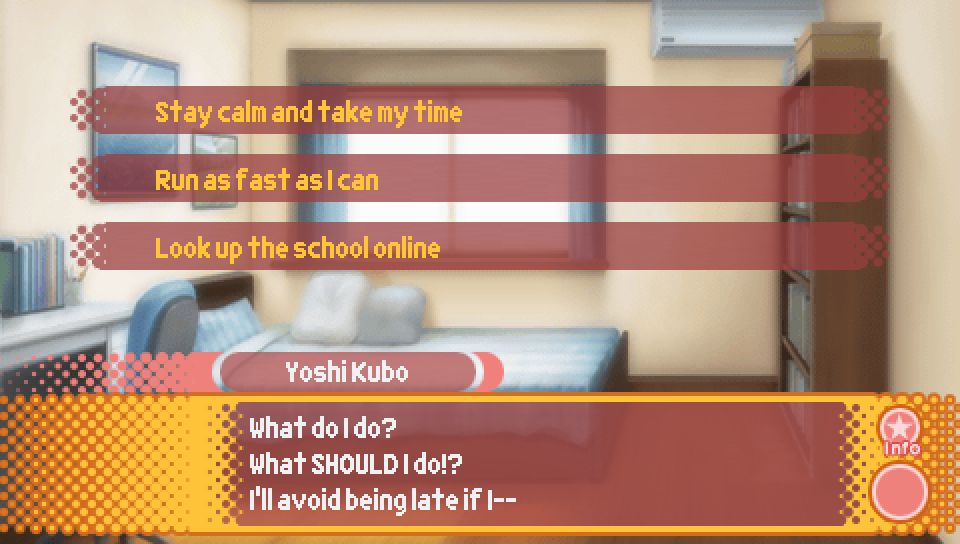 Stay calm and take my time
Run as fast as I can
Look up the school online
Yoshi Kubo
What do I do?
What SHOULD I do!?
I'll avoid being late if I--
Info